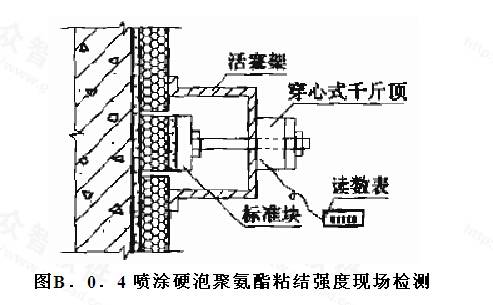 活塞架
穿心式千斤顶
读数表
标准块
图B．0．4喷涂硬泡聚氨酯粘结强度现场检测